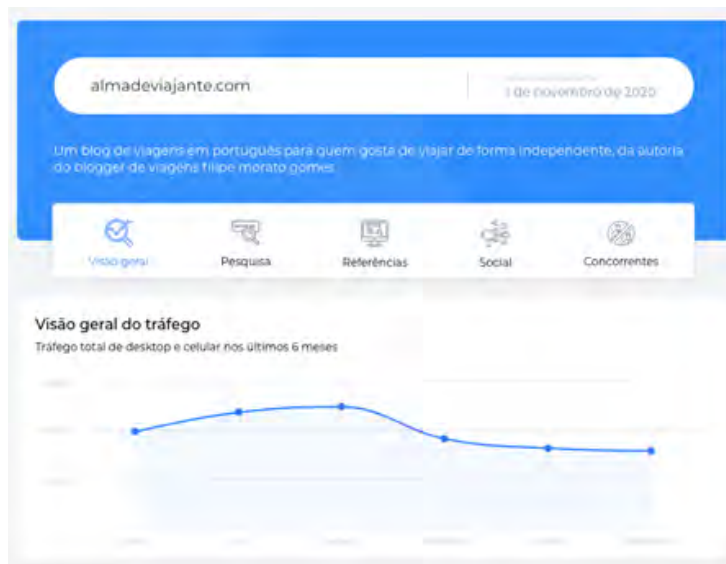 almadeviajante.com
1 de novembro de 2020
Um blog de viagens em português para quem gosta de viajar de forma independente, da autoria
do blogger de viagens filipe morato gomes
Visão geral
Pesquisa
Referências
Social
Concorrentes
Visão geral do tráfego
Tráfego total de desktop e celular nos últimos 6 meses